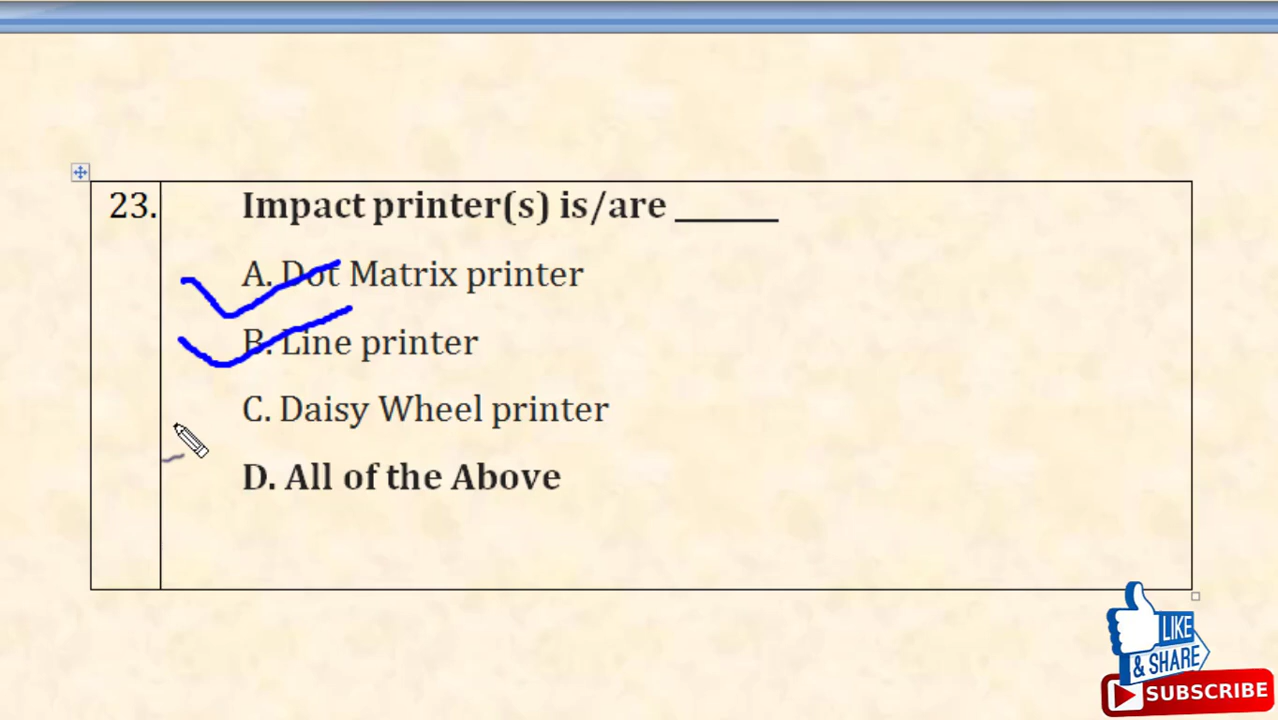 23. Impact printer(s) is/are ______
A. Dot Matrix printer
B. Line printer
C. Daisy Wheel printer
D. All of the Above
LIKE
& SHARE
SUBSCRIBE